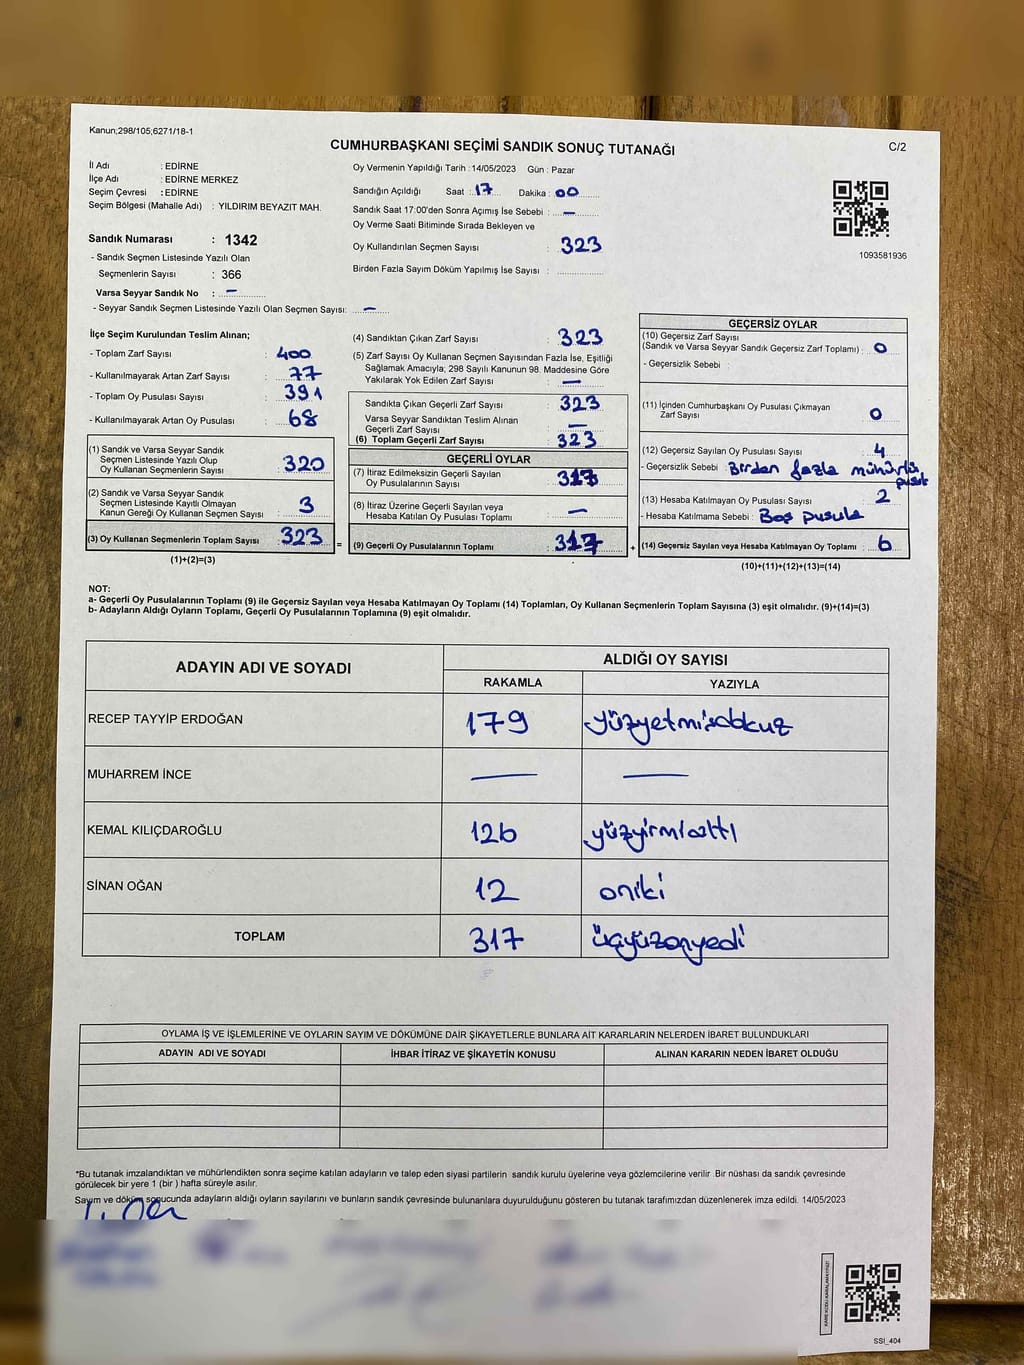 Kanun;298/105;6271/18-1
CUMHURBAŞKANI SEÇİMİ SANDIK SONUÇ TUTANAĞI
C/2
İl Adı : EDİRNE
İlçe Adı : EDİRNE MERKEZ
Seçim Çevresi : EDİRNE
Seçim Bölgesi (Mahalle Adı) : YILDIRIM BEYAZIT MAH.
Sandık Numarası : 1342
- Sandık Seçmen Listesinde Yazılı Olan
Seçmenlerin Sayısı : 366
Varsa Seyyar Sandık No : –
- Seyyar Sandık Seçmen Listesinde Yazılı Olan Seçmen Sayısı: –
Oy Vermenin Yapıldığı Tarih : 14/05/2023 Gün : Pazar
Sandığın Açıldığı Saat : 17 Dakika : 00
Sandık Saat 17:00'den Sonra Açımış İse Sebebi : –
Oy Verme Saati Bitiminde Sırada Bekleyen ve
Oy Kullandırılan Seçmen Sayısı : 323
Birden Fazla Sayım Döküm Yapılmış İse Sayısı :
1093581936
İlçe Seçim Kurulundan Teslim Alınan;
- Toplam Zarf Sayısı : 400
- Kullanılmayarak Artan Zarf Sayısı : 77
- Toplam Oy Pusulası Sayısı : 391
- Kullanılmayarak Artan Oy Pusulası : 68
(1) Sandık ve Varsa Seyyar Sandık
Seçmen Listesinde Yazılı Olup
Oy Kullanan Seçmenlerin Sayısı : 320
(2) Sandık ve Varsa Seyyar Sandık
Seçmen Listesinde Kayıtlı Olmayan
Kanun Gereği Oy Kullanan Seçmen Sayısı : 3
(3) Oy Kullanan Seçmenlerin Toplam Sayısı : 323
(1)+(2)=(3)
=
(4) Sandıktan Çıkan Zarf Sayısı : 323
(5) Zarf Sayısı Oy Kullanan Seçmen Sayısından Fazla İse, Eşitliği
Sağlamak Amacıyla; 298 Sayılı Kanunun 98. Maddesine Göre
Yakılarak Yok Edilen Zarf Sayısı : –
Sandıkta Çıkan Geçerli Zarf Sayısı : 323
Varsa Seyyar Sandıktan Teslim Alınan
Geçerli Zarf Sayısı : –
(6) Toplam Geçerli Zarf Sayısı : 323
GEÇERLİ OYLAR
(7) İtiraz Edilmeksizin Geçerli Sayılan
Oy Pusulalarının Sayısı : 317
(8) İtiraz Üzerine Geçerli Sayılan veya
Hesaba Katılan Oy Pusulası Toplamı : –
(9) Geçerli Oy Pusulalarının Toplamı : 317
+
GEÇERSİZ OYLAR
(10) Geçersiz Zarf Sayısı
(Sandık ve Varsa Seyyar Sandık Geçersiz Zarf Toplamı) : 0
- Geçersizlik Sebebi
(11) İçinden Cumhurbaşkanı Oy Pusulası Çıkmayan
Zarf Sayısı : 0
(12) Geçersiz Sayılan Oy Pusulası Sayısı : 4
- Geçersizlik Sebebi : Birden fazla mühürlü
pusula
(13) Hesaba Katılmayan Oy Pusulası Sayısı : 2
- Hesaba Katılmama Sebebi : Boş pusula
(14) Geçersiz Sayılan veya Hesaba Katılmayan Oy Toplamı : 6
(10)+(11)+(12)+(13)=(14)
NOT:
a- Geçerli Oy Pusulalarının Toplamı (9) ile Geçersiz Sayılan veya Hesaba Katılmayan Oy Toplamı (14) Toplamları, Oy Kullanan Seçmenlerin Toplam Sayısına (3) eşit olmalıdır. (9)+(14)=(3)
b- Adayların Aldığı Oyların Toplamı, Geçerli Oy Pusulalarının Toplamına (9) eşit olmalıdır.
ADAYIN ADI VE SOYADI
ALDIĞI OY SAYISI
RAKAMLA YAZIYLA
RECEP TAYYİP ERDOĞAN 179 yüzyetmişdokuz
MUHARREM İNCE — —
KEMAL KILIÇDAROĞLU 126 yüzyirmialtı
SİNAN OĞAN 12 oniki
TOPLAM 317 üçyüzonyedi
OYLAMA İŞ VE İŞLEMLERİNE VE OYLARIN SAYIM VE DÖKÜMÜNE DAİR ŞİKAYETLERLE BUNLARA AİT KARARLARIN NELERDEN İBARET BULUNDUKLARI
ADAYIN ADI VE SOYADI İHBAR İTİRAZ VE ŞİKAYETİN KONUSU ALINAN KARARIN NEDEN İBARET OLDUĞU
*Bu tutanak imzalandıktan ve mühürlendikten sonra seçime katılan adayların ve talep eden siyasi partilerin sandık kurulu üyelerine veya gözlemcilerine verilir .Bir nüshası da sandık çevresinde
görülecek bir yere 1 (bir ) hafta süreyle asılır.
Sayım ve döküm sonucunda adayların aldığı oyların sayılarını ve bunların sandık çevresinde bulunanlara duyurulduğunu gösteren bu tutanak tarafımızdan düzenlenerek imza edildi. 14/05/2023
SSI_404